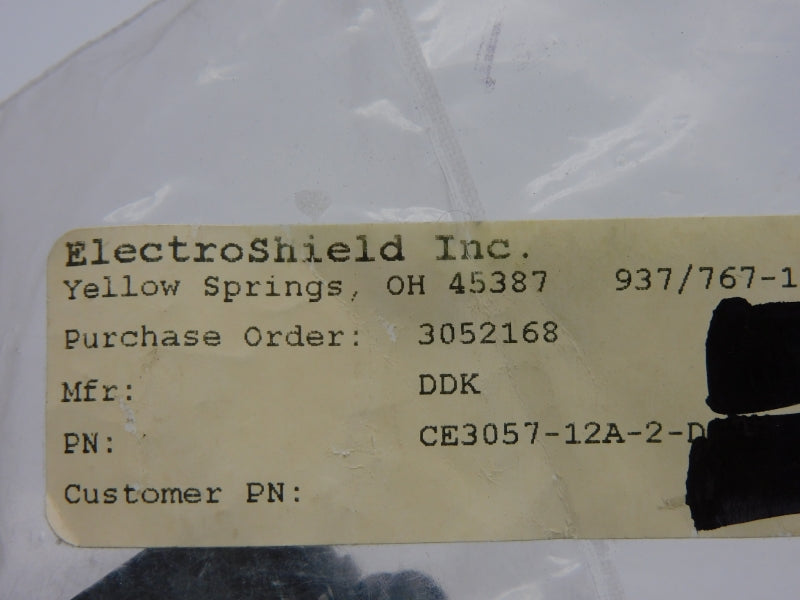 ElectroShield Inc.
Yellow Springs, OH 45387 937/767-1
Purchase Order: 3052168
Mfr: DDK
PN: CE3057-12A-2-D
Customer PN: